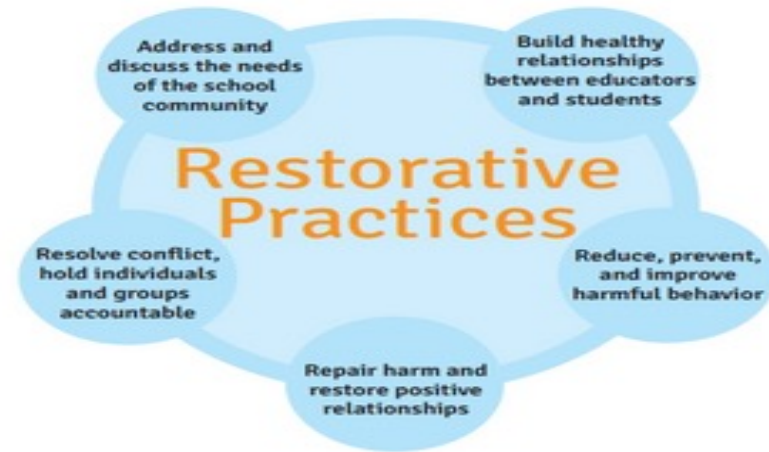 Address and
discuss the needs
of the school
community
Build healthy
relationships
between educators
and students
Restorative
Practices
Resolve conflict,
hold individuals
and groups
accountable
Reduce, prevent,
and improve
harmful behavior
Repair harm and
restore positive
relationships